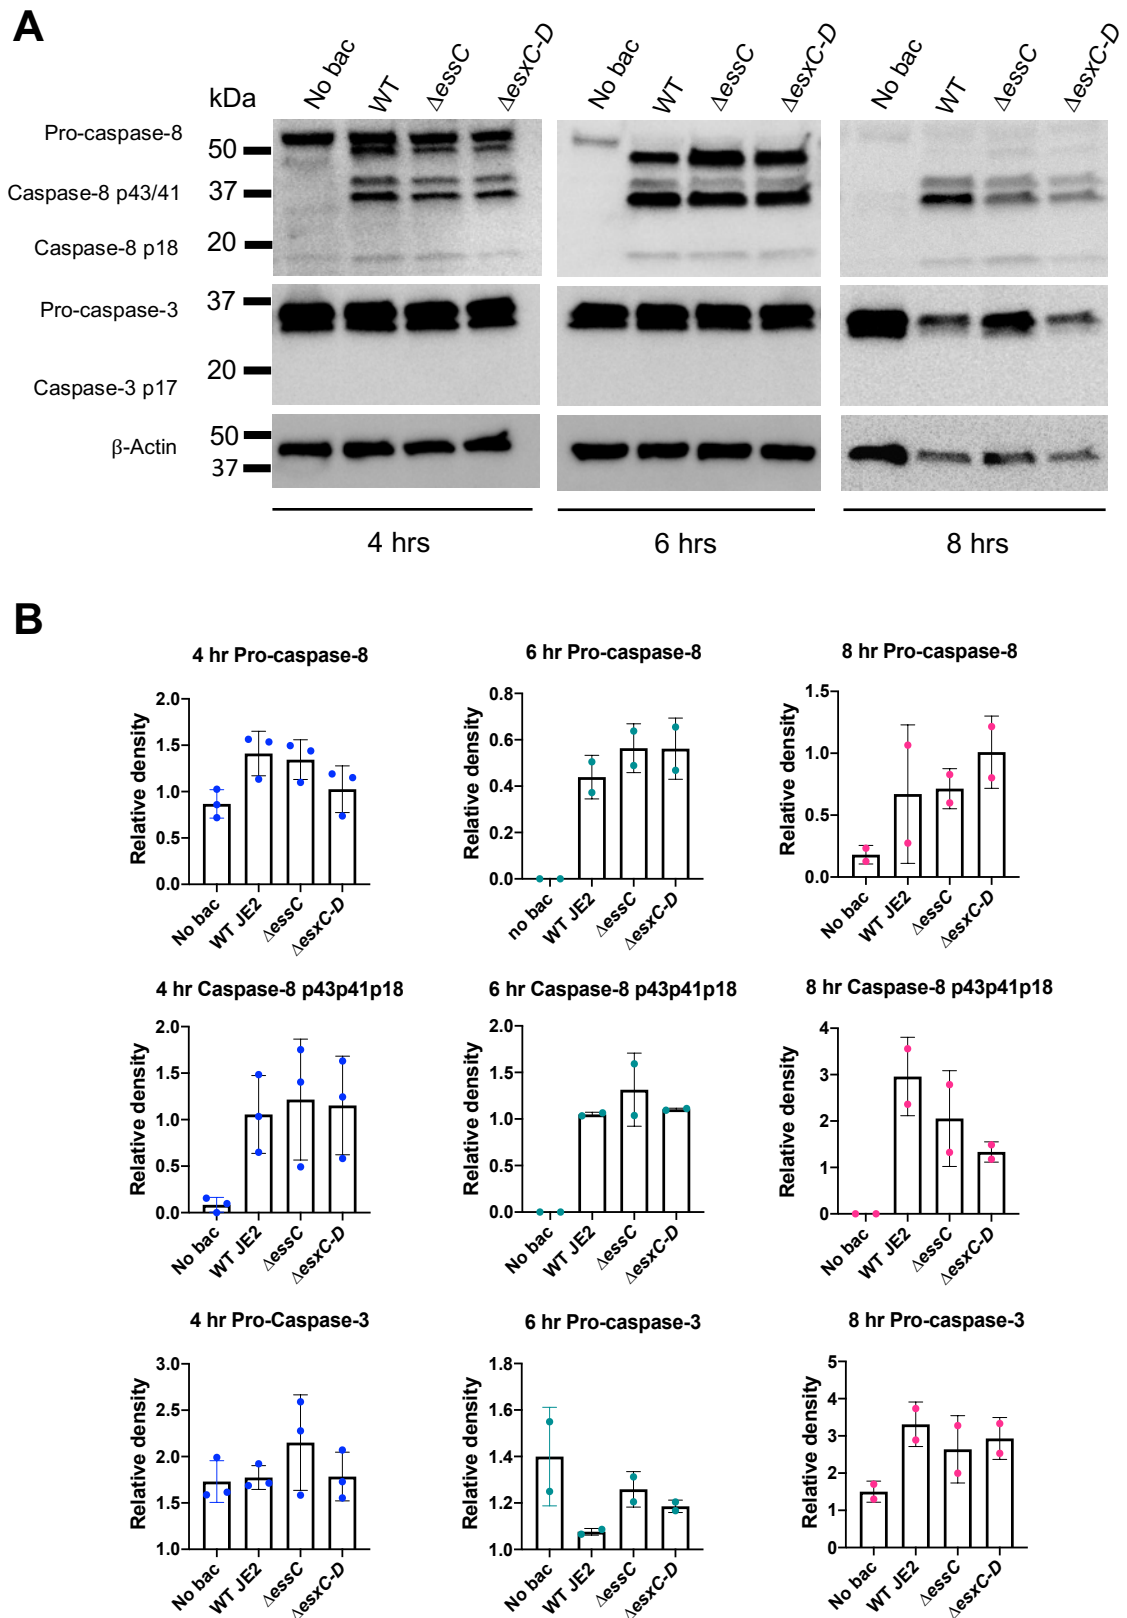 A
kDa
No bac WT ΔessC ΔesxC-D No bac WT ΔessC ΔesxC-D No bac WT ΔessC ΔesxC-D
Pro-caspase-8
50
Caspase-8 p43/41
37
Caspase-8 p18
20
37
Pro-caspase-3
20
Caspase-3 p17
50
β-Actin
37
4 hrs 6 hrs 8 hrs
B
4 hr Pro-caspase-8
Relative density
2.0
1.5
1.0
0.5
0.0
No bac WT JE2 ΔessC ΔesxC-D
6 hr Pro-caspase-8
Relative density
0.8
0.6
0.4
0.2
0.0
no bac WT JE2 ΔessC ΔesxC-D
8 hr Pro-caspase-8
Relative density
1.5
1.0
0.5
0.0
No bac WT JE2 ΔessC ΔesxC-D
4 hr Caspase-8 p43p41p18
Relative density
2.0
1.5
1.0
0.5
0.0
No bac WT JE2 ΔessC ΔesxC-D
6 hr Caspase-8 p43p41p18
Relative density
2.0
1.5
1.0
0.5
0.0
No bac WT JE2 ΔessC ΔesxC-D
8 hr Caspase-8 p43p41p18
Relative density
4
3
2
1
0
No bac WT JE2 ΔessC ΔesxC-D
4 hr Pro-Caspase-3
Relative density
3.0
2.5
2.0
1.5
1.0
No bac WT JE2 ΔessC ΔesxC-D
6 hr Pro-caspase-3
Relative density
1.8
1.6
1.4
1.2
1.0
No bac WT JE2 ΔessC ΔesxC-D
8 hr Pro-caspase-3
Relative density
5
4
3
2
1
0
No bac WT JE2 ΔessC ΔesxC-D